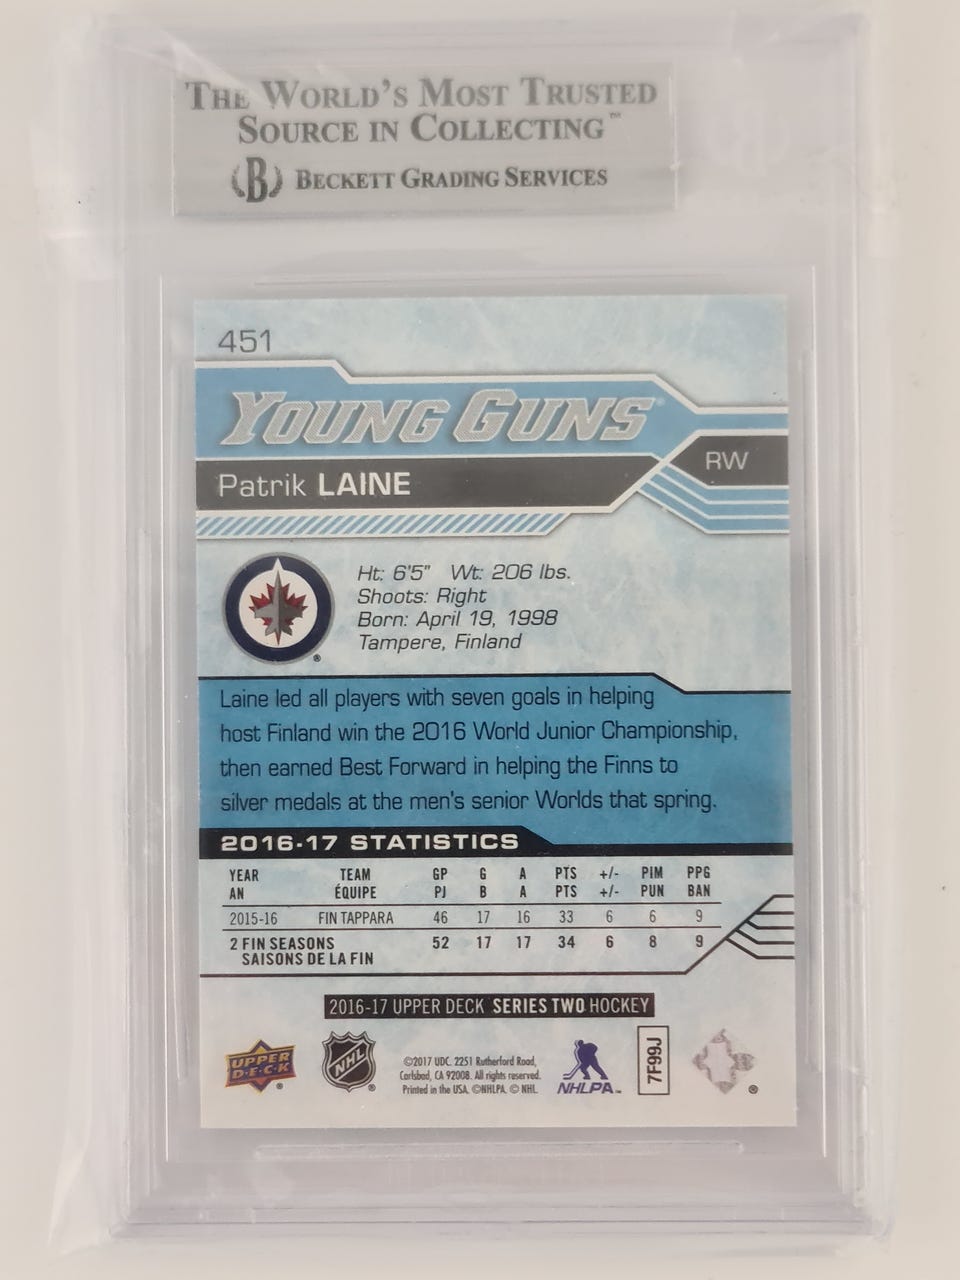 THE WORLD'S MOST TRUSTED
SOURCE IN COLLECTING™
B BECKETT GRADING SERVICES
451
YOUNG GUNS®
RW
Patrik LAINE
Ht: 6'5" Wt: 206 lbs.
Shoots: Right
Born: April 19, 1998
Tampere, Finland
®
Laine led all players with seven goals in helping
host Finland win the 2016 World Junior Championship,
then earned Best Forward in helping the Finns to
silver medals at the men's senior Worlds that spring.
2016-17 STATISTICS
YEAR TEAM GP G A PTS +/- PIM PPG
AN ÉQUIPE PJ B A PTS +/- PUN BAN
2015-16 FIN TAPPARA 46 17 16 33 6 6 9
2 FIN SEASONS 52 17 17 34 6 8 9
SAISONS DE LA FIN
2016-17 UPPER DECK SERIES TWO HOCKEY
UPPER
D·E·C·K ®
NHL ®
©2017 UDC. 2251 Rutherford Road,
Carlsbad, CA 92008. All rights reserved.
Printed in the USA. ©NHLPA. © NHL.
NHLPA™
7F99J
®